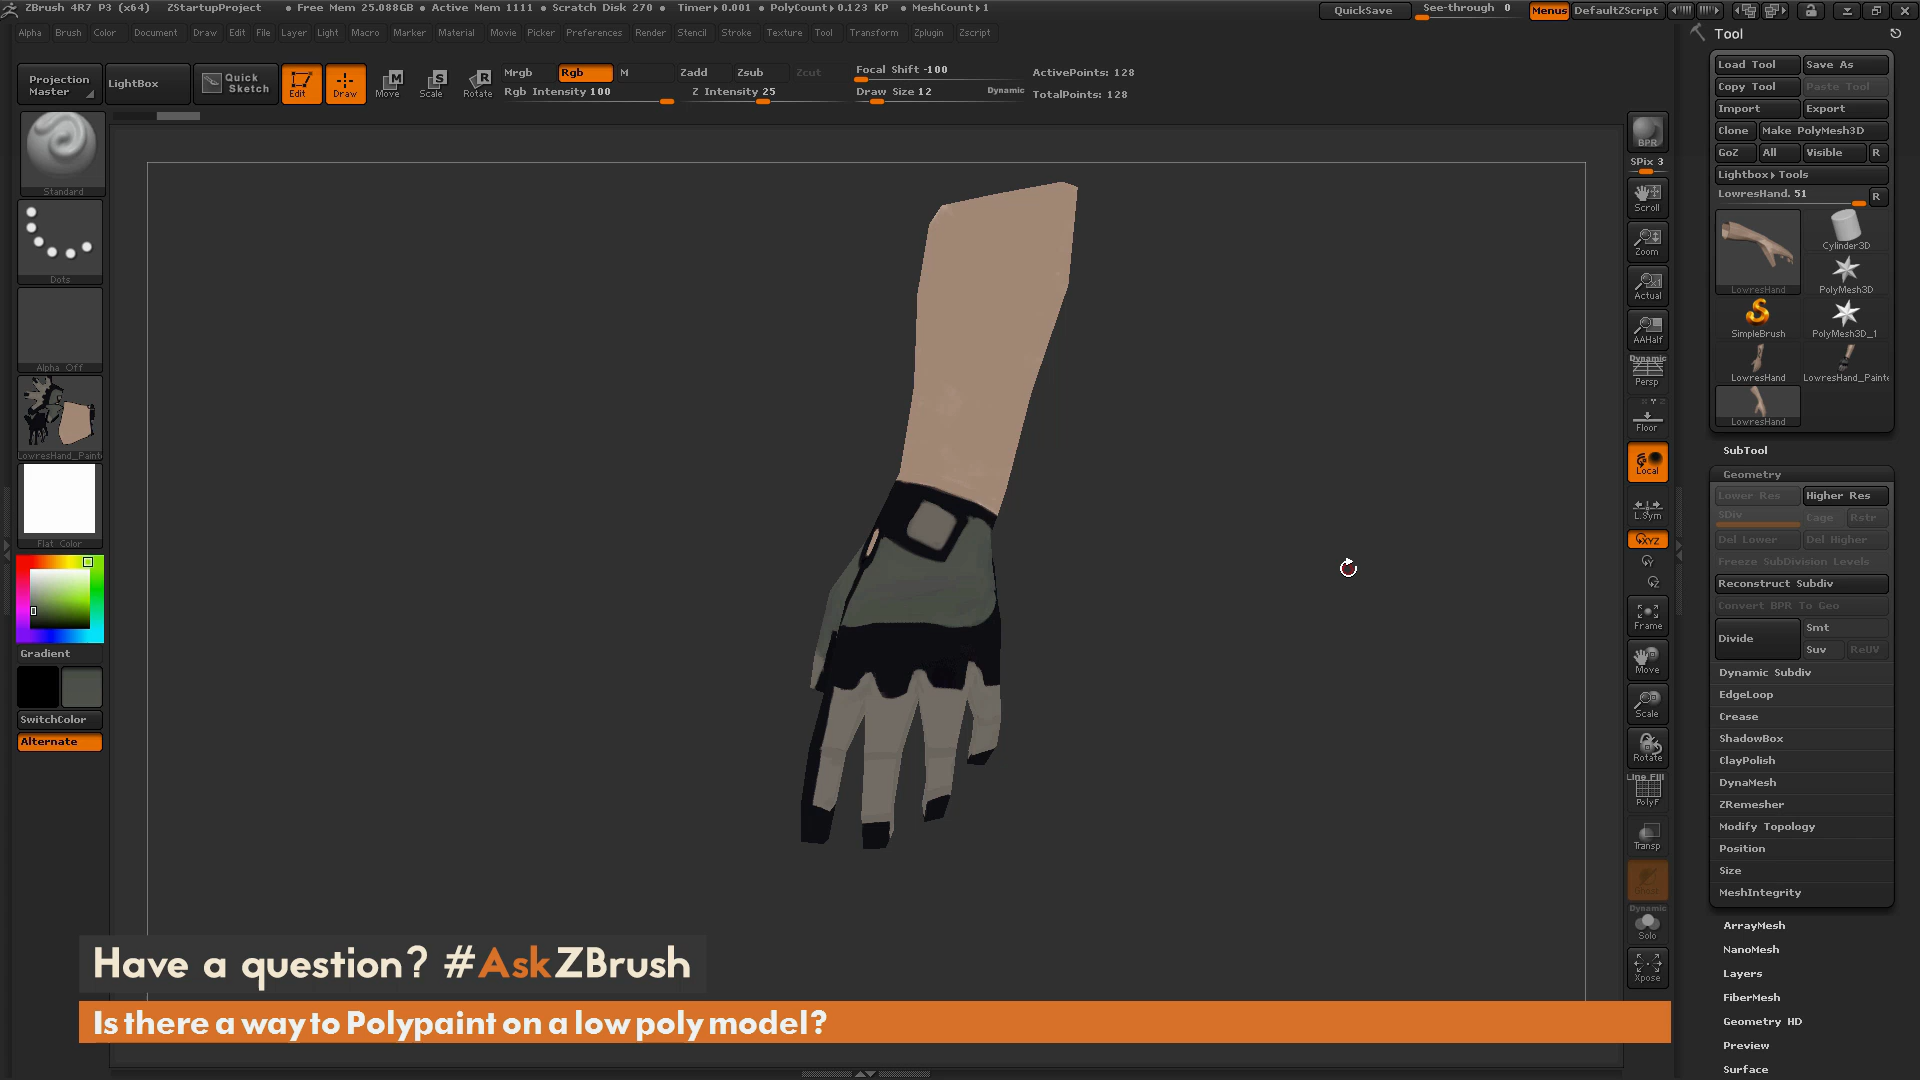 ZBrush 4R7 P3 (x64) ZStartupProject • Free Mem 25.088GB • Active Mem 1111 • Scratch Disk 270 • Timer▸0.001 • PolyCount▸0.123 KP • MeshCount▸1 QuickSave See-through 0 Menus DefaultZScript
Alpha Brush Color Document Draw Edit File Layer Light Macro Marker Material Movie Picker Preferences Render Stencil Stroke Texture Tool Transform Zplugin Zscript
Projection Master
LightBox
Quick Sketch
Edit
Draw
Move
Scale
Rotate
Mrgb Rgb M Zadd Zsub Zcut
Rgb Intensity 100 Z Intensity 25
Focal Shift -100
Draw Size 12 Dynamic
ActivePoints: 128
TotalPoints: 128
Standard
Dots
Alpha Off
LowresHand_Paint
Flat Color
Gradient
SwitchColor
Alternate
BPR
SPix 3
Scroll
Zoom
Actual
AAHalf
Dynamic
Persp
Floor
Local
L.Sym
XYZ
Frame
Move
Scale
Rotate
Line Fill
PolyF
Transp
Ghost
Dynamic
Solo
Xpose
Tool
Load Tool Save As
Copy Tool Paste Tool
Import Export
Clone Make PolyMesh3D
GoZ All Visible R
Lightbox▸Tools
LowresHand. 51 R
LowresHand
Cylinder3D
PolyMesh3D
SimpleBrush PolyMesh3D_1
LowresHand LowresHand_Painte
LowresHand
SubTool
Geometry
Lower Res Higher Res
SDiv Cage Rstr
Del Lower Del Higher
Freeze SubDivision Levels
Reconstruct Subdiv
Convert BPR To Geo
Divide Smt
Suv ReUV
Dynamic Subdiv
EdgeLoop
Crease
ShadowBox
ClayPolish
DynaMesh
ZRemesher
Modify Topology
Position
Size
MeshIntegrity
ArrayMesh
NanoMesh
Layers
FiberMesh
Geometry HD
Preview
Surface
Have a question? #AskZBrush
Is there a way to Polypaint on a low poly model?